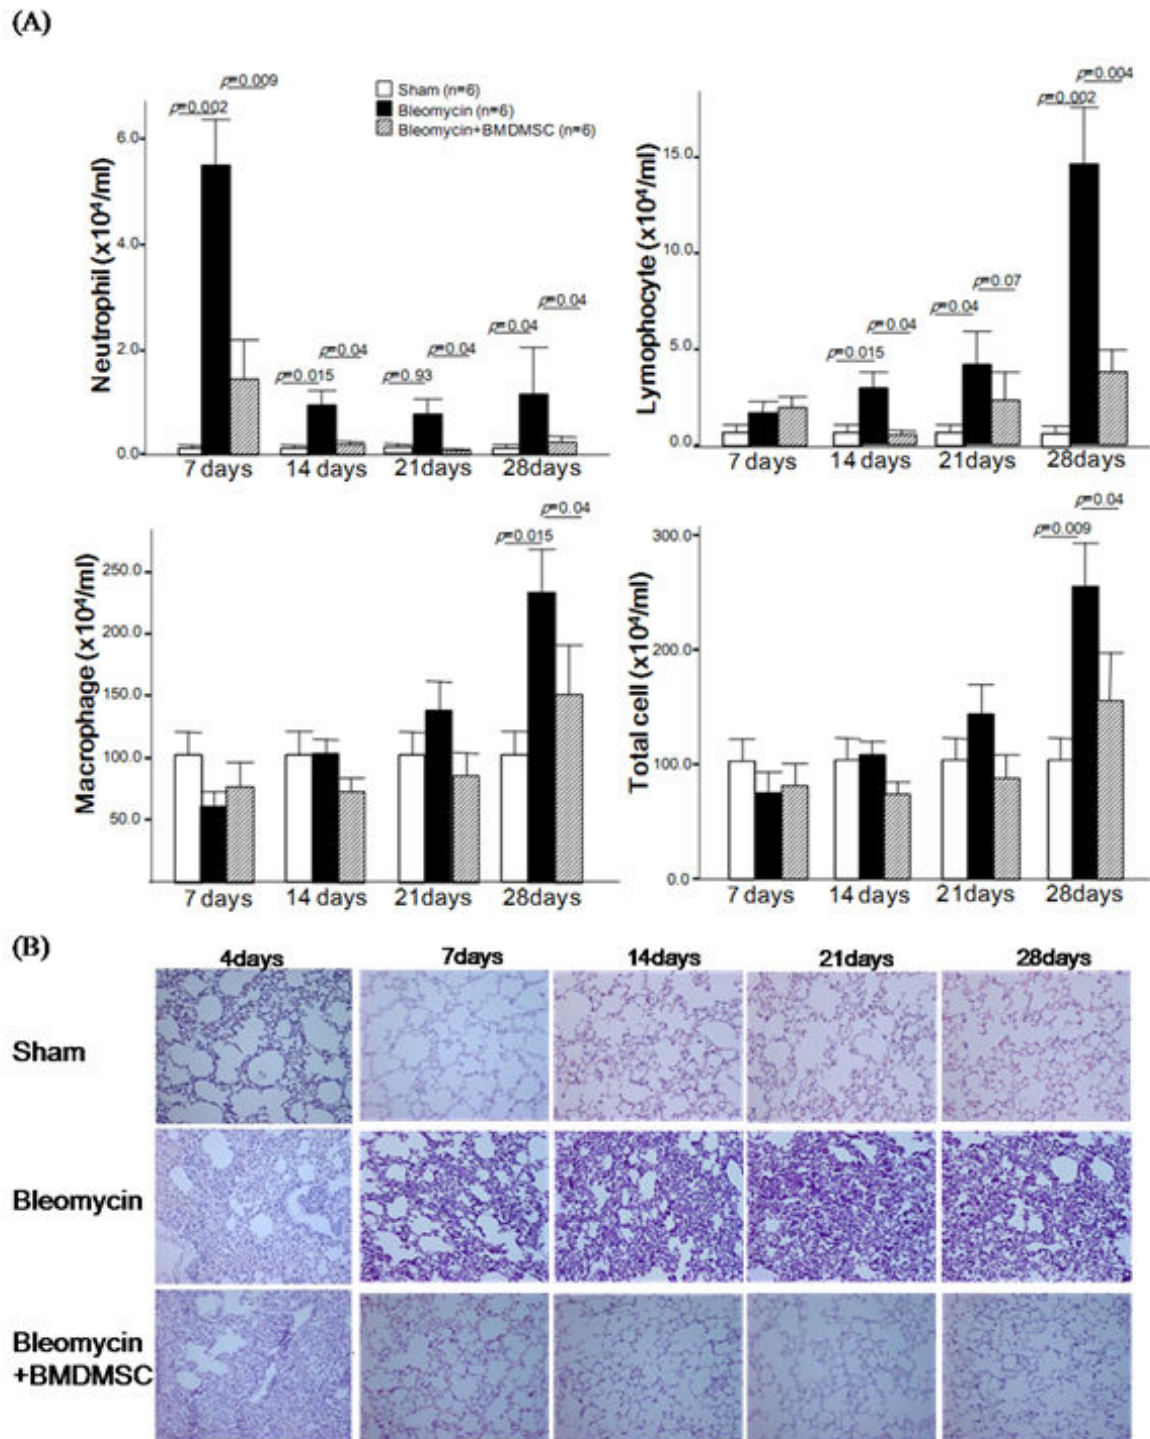 (A)
p=0.009
p=0.002
Sham (n=6)
Bleomycin (n=6)
Bleomycin+BMDMSC (n=6)
Neutrophil (x10⁴/ml)
6.0
4.0
2.0
0.0
p=0.015
p=0.04
p=0.93
p=0.04
p=0.04
p=0.04
7 days
14 days
21days
28days
p=0.004
p=0.002
Lymophocyte (x10⁴/ml)
15.0
10.0
5.0
0.0
p=0.015
p=0.04
p=0.04
p=0.07
7 days
14 days
21days
28days
p=0.04
p=0.015
Macrophage (x10⁴/ml)
250.0
200.0
150.0
100.0
50.0
7 days
14 days
21days
28days
p=0.04
p=0.009
Total cell (x10⁴/ml)
300.0
200.0
100.0
0.0
7 days
14 days
21days
28days
(B)
4days
7days
14days
21days
28days
Sham
Bleomycin
Bleomycin
+BMDMSC